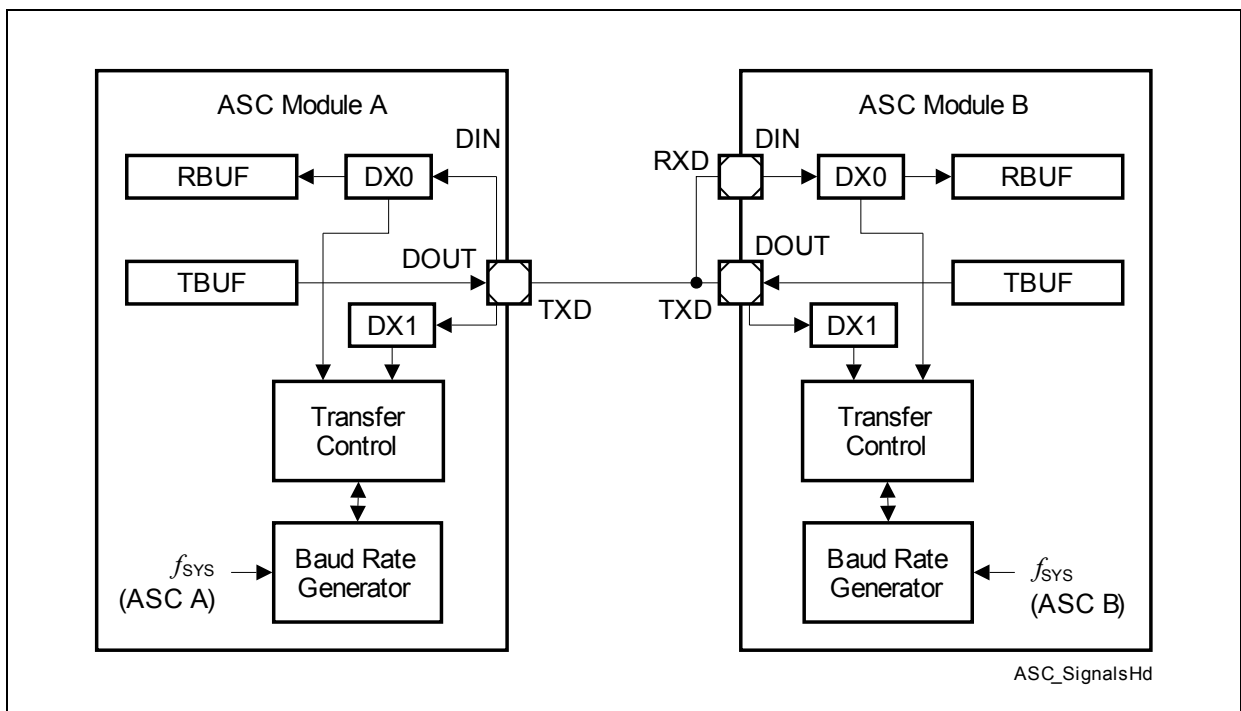 ASC Module A
DIN
RBUF
DX0
DOUT
TBUF
TXD
DX1
Transfer
Control
Baud Rate
Generator
fSYS
(ASC A)
ASC Module B
RXD
DIN
DX0
RBUF
DOUT
TXD
TBUF
DX1
Transfer
Control
Baud Rate
Generator
fSYS
(ASC B)
ASC_SignalsHd